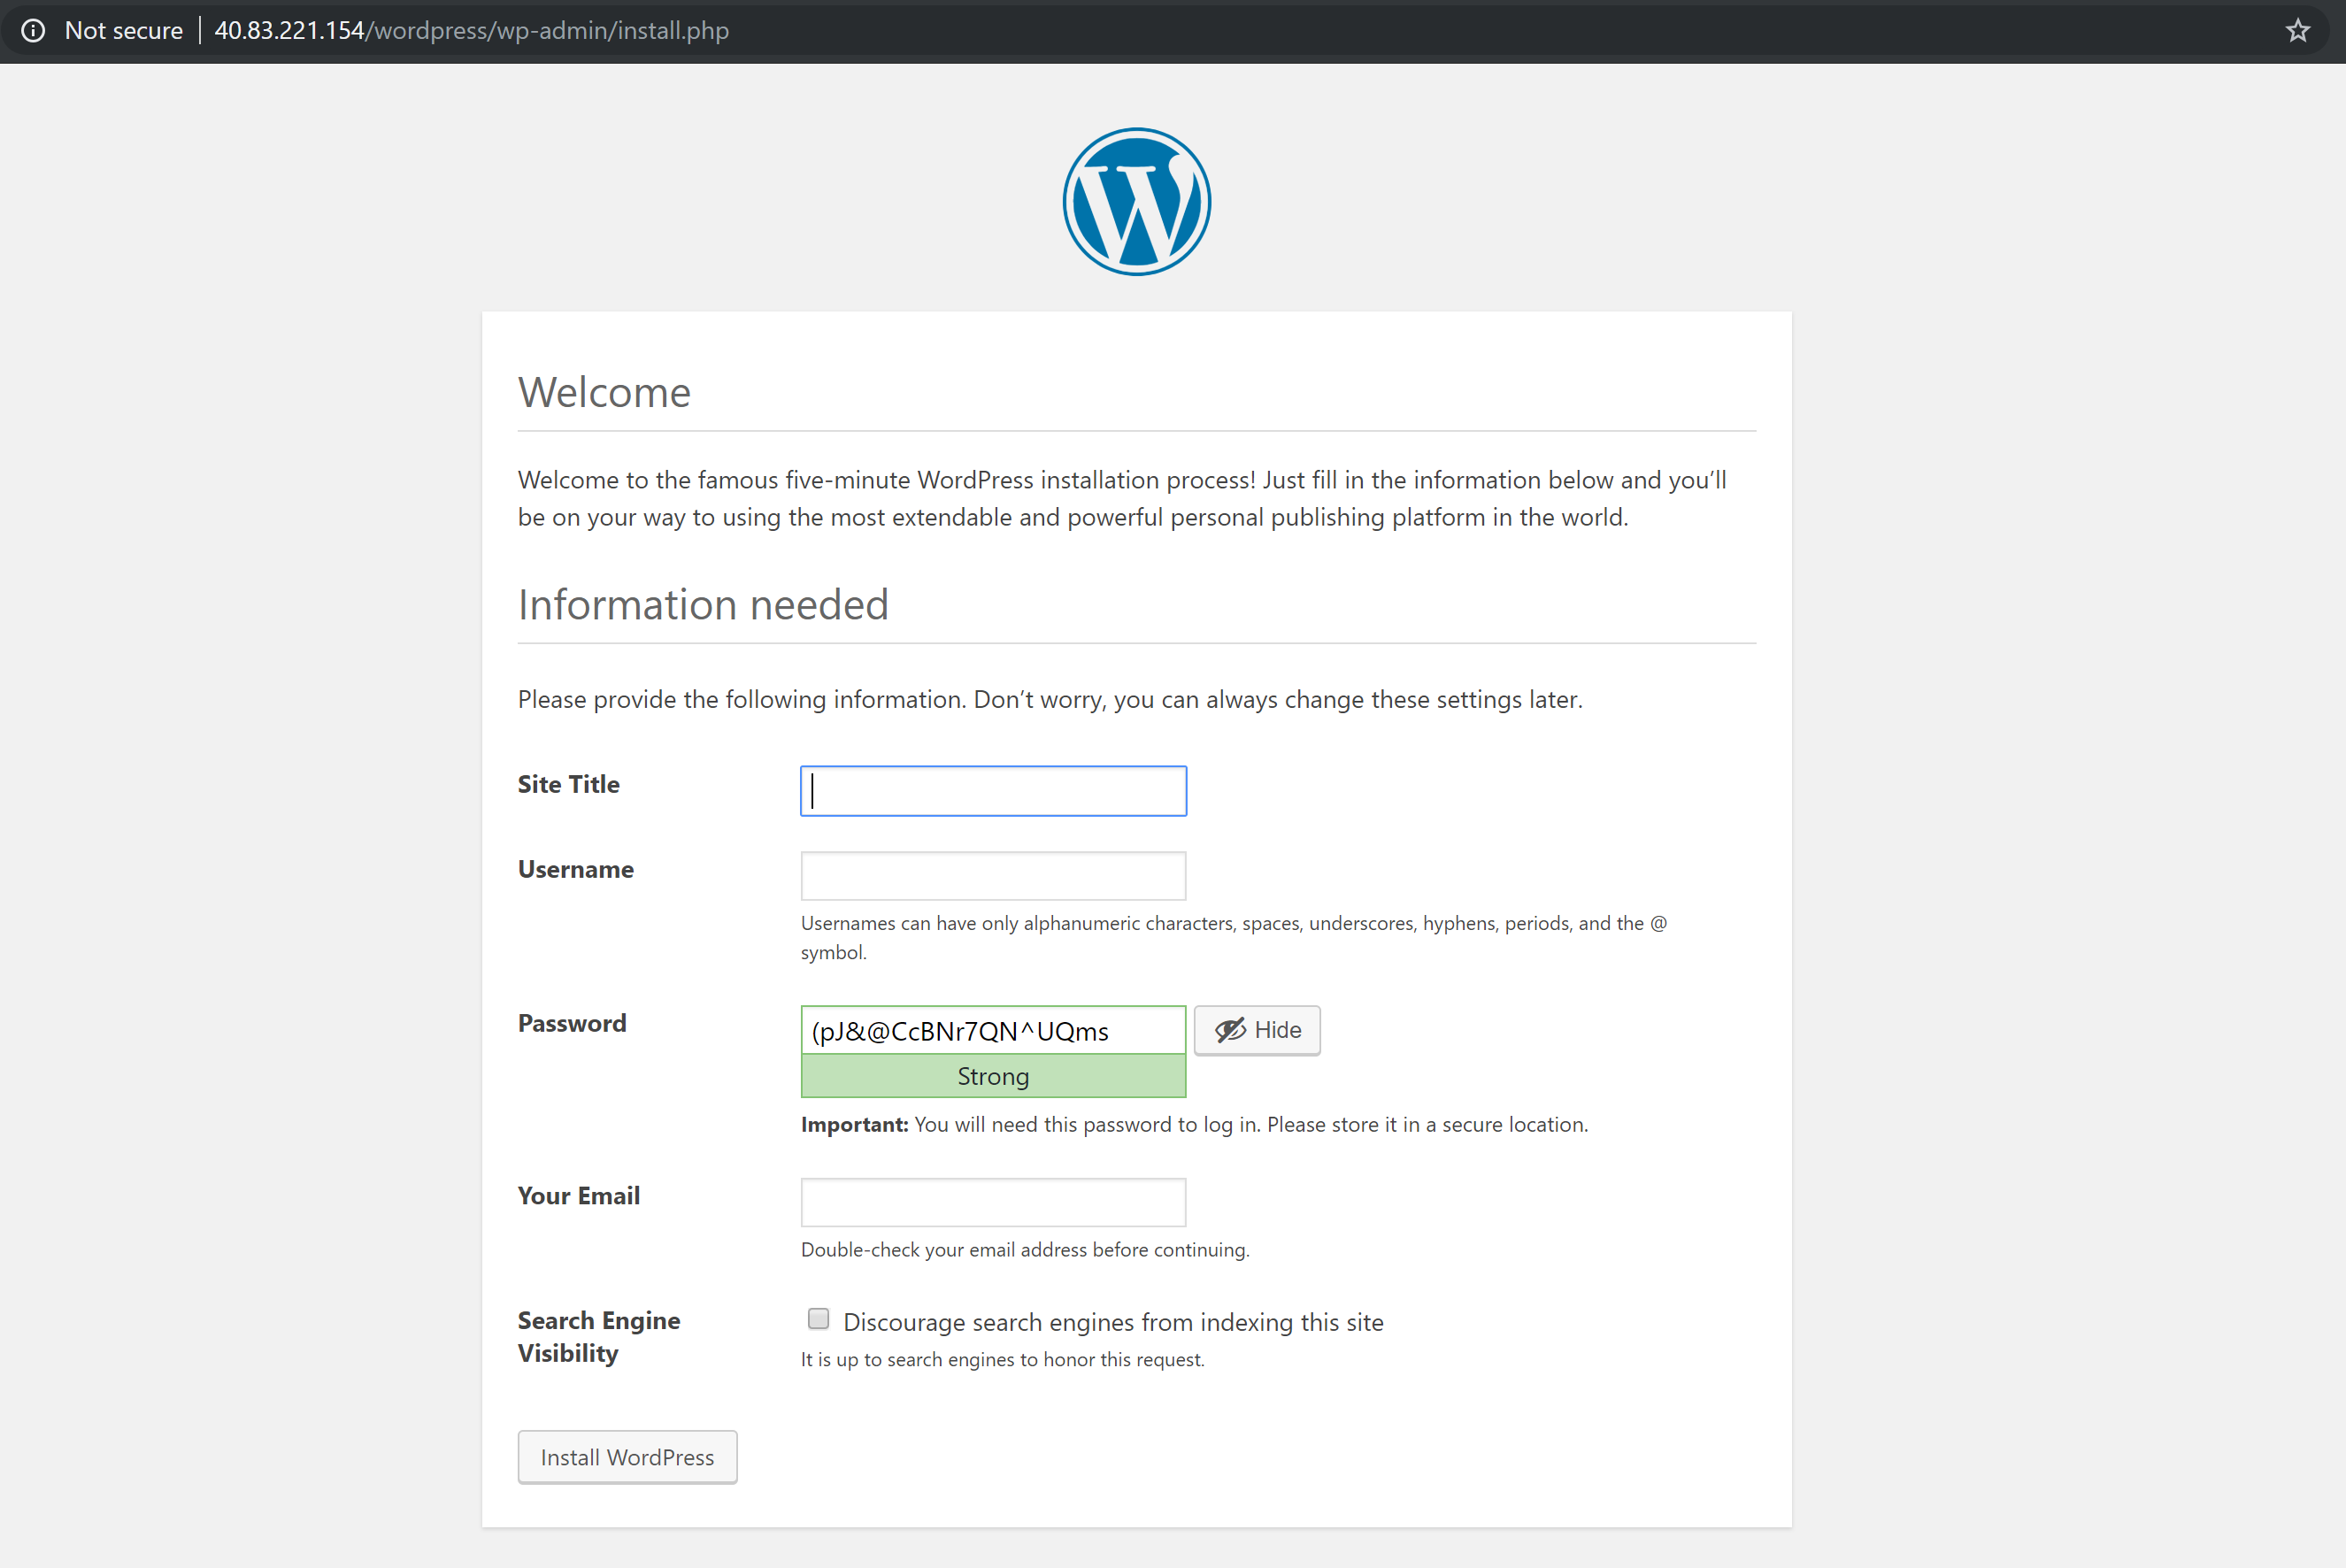 Not secure
40.83.221.154/wordpress/wp-admin/install.php
Welcome
Welcome to the famous five-minute WordPress installation process! Just fill in the information below and you’ll
be on your way to using the most extendable and powerful personal publishing platform in the world.
Information needed
Please provide the following information. Don’t worry, you can always change these settings later.
Site Title
Username
Usernames can have only alphanumeric characters, spaces, underscores, hyphens, periods, and the @
symbol.
Password
(pJ&@CcBNr7QN^UQms
Hide
Strong
Important: You will need this password to log in. Please store it in a secure location.
Your Email
Double-check your email address before continuing.
Search Engine
Visibility
Discourage search engines from indexing this site
It is up to search engines to honor this request.
Install WordPress